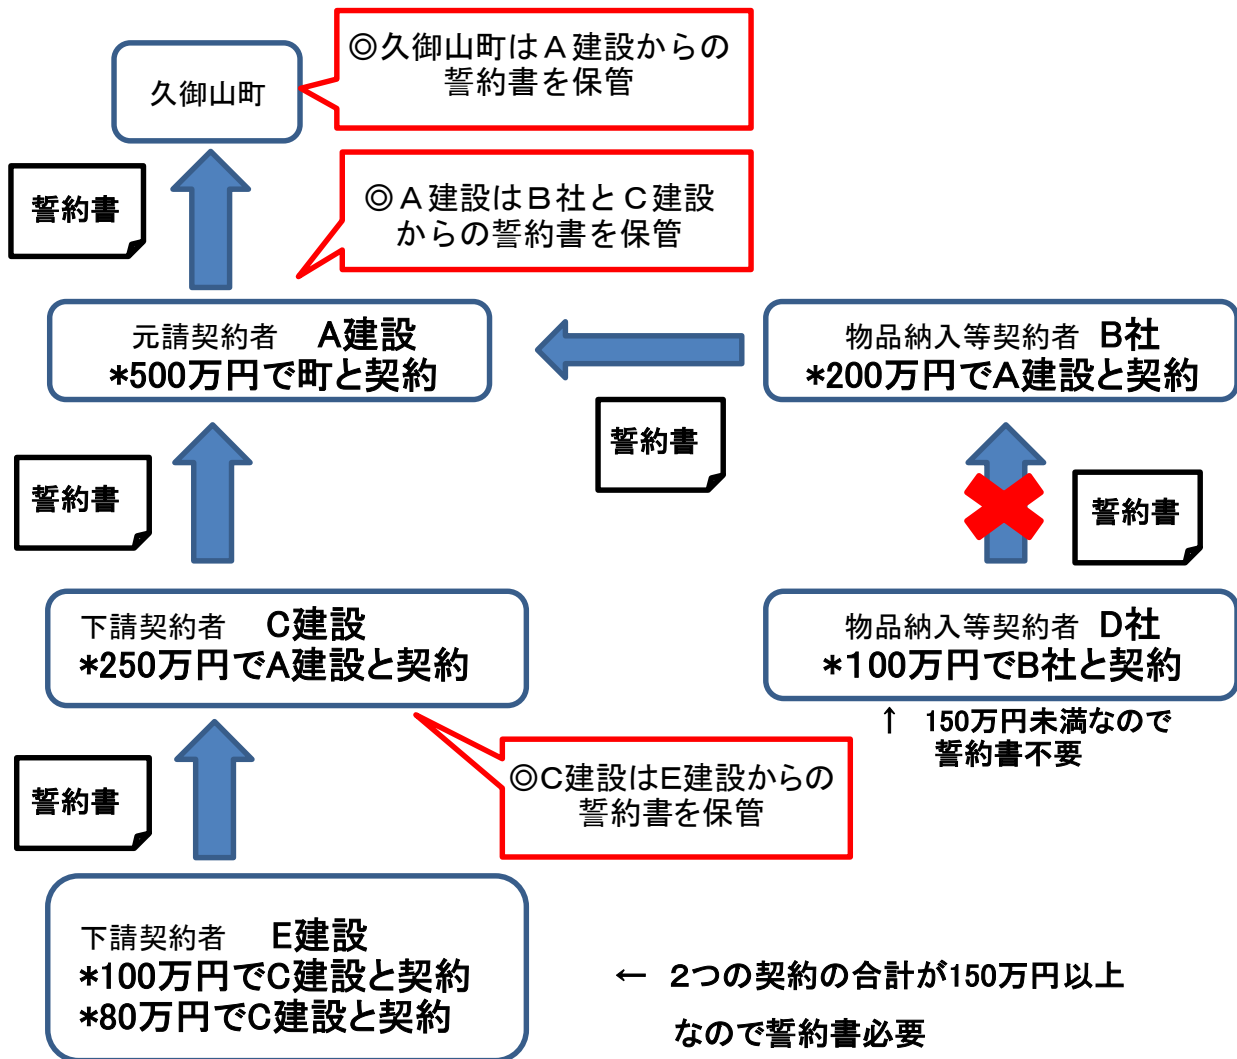 ◎久御山町はA建設からの
誓約書を保管
久御山町
誓約書
◎A建設はB社とC建設
からの誓約書を保管
元請契約者　A建設
*500万円で町と契約
物品納入等契約者　B社
*200万円でA建設と契約
誓約書
誓約書
誓約書
下請契約者　C建設
*250万円でA建設と契約
物品納入等契約者　D社
*100万円でB社と契約
↑　150万円未満なので
誓約書不要
◎C建設はE建設からの
誓約書を保管
誓約書
下請契約者　E建設
*100万円でC建設と契約
*80万円でC建設と契約
←　2つの契約の合計が150万円以上
なので誓約書必要